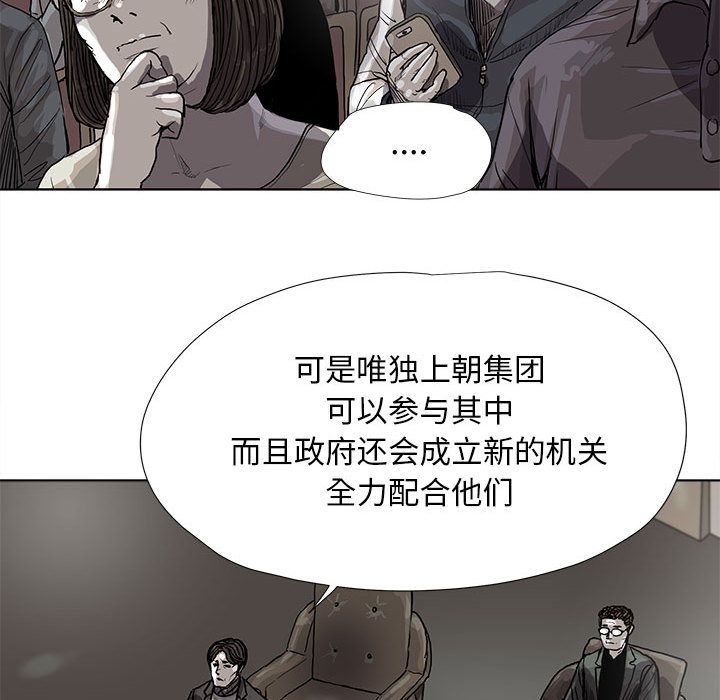 ....
可是唯独上朝集团
可以参与其中
而且政府还会成立新的机关
全力配合他们